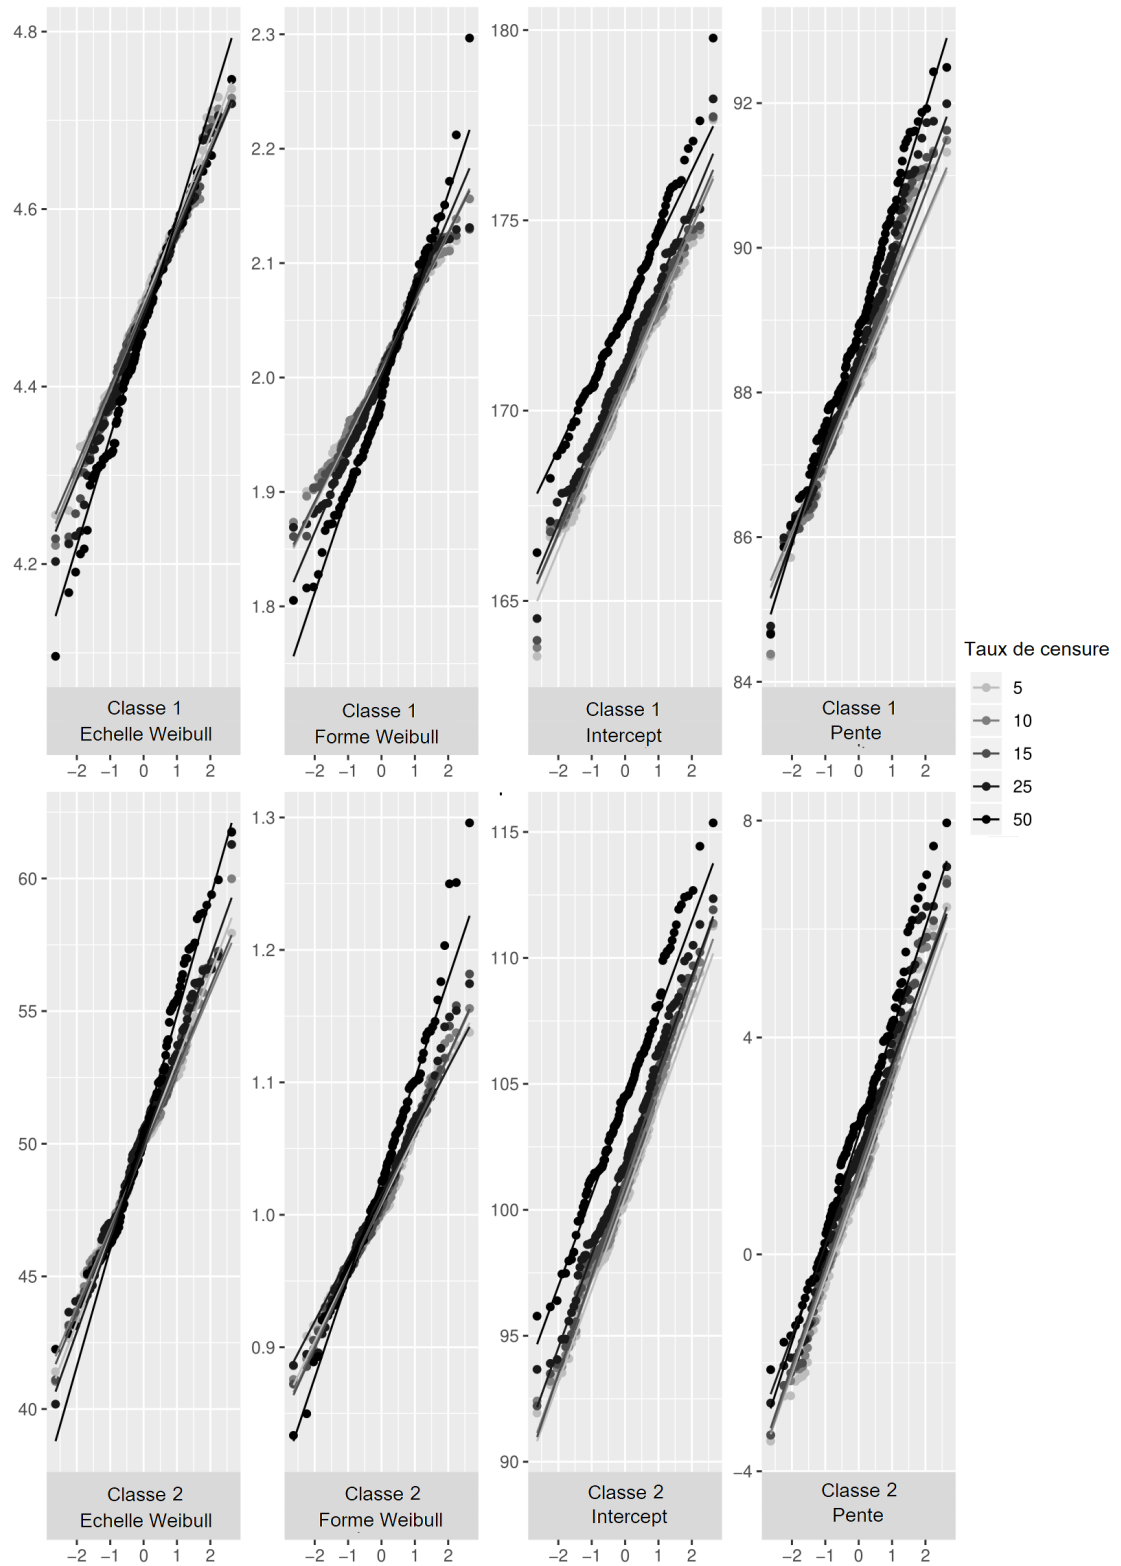 4.8
4.6
4.4
4.2
2.3
2.2
2.1
2.0
1.9
1.8
180
175
170
165
92
90
88
86
84
Classe 1
Echelle Weibull
Classe 1
Forme Weibull
Classe 1
Intercept
Classe 1
Pente
−2 −1 0 1 2
−2 −1 0 1 2
−2 −1 0 1 2
−2 −1 0 1 2
Taux de censure
5
10
15
25
50
60
55
50
45
40
1.3
1.2
1.1
1.0
0.9
115
110
105
100
95
90
8
4
0
−4
Classe 2
Echelle Weibull
Classe 2
Forme Weibull
Classe 2
Intercept
Classe 2
Pente
−2 −1 0 1 2
−2 −1 0 1 2
−2 −1 0 1 2
−2 −1 0 1 2